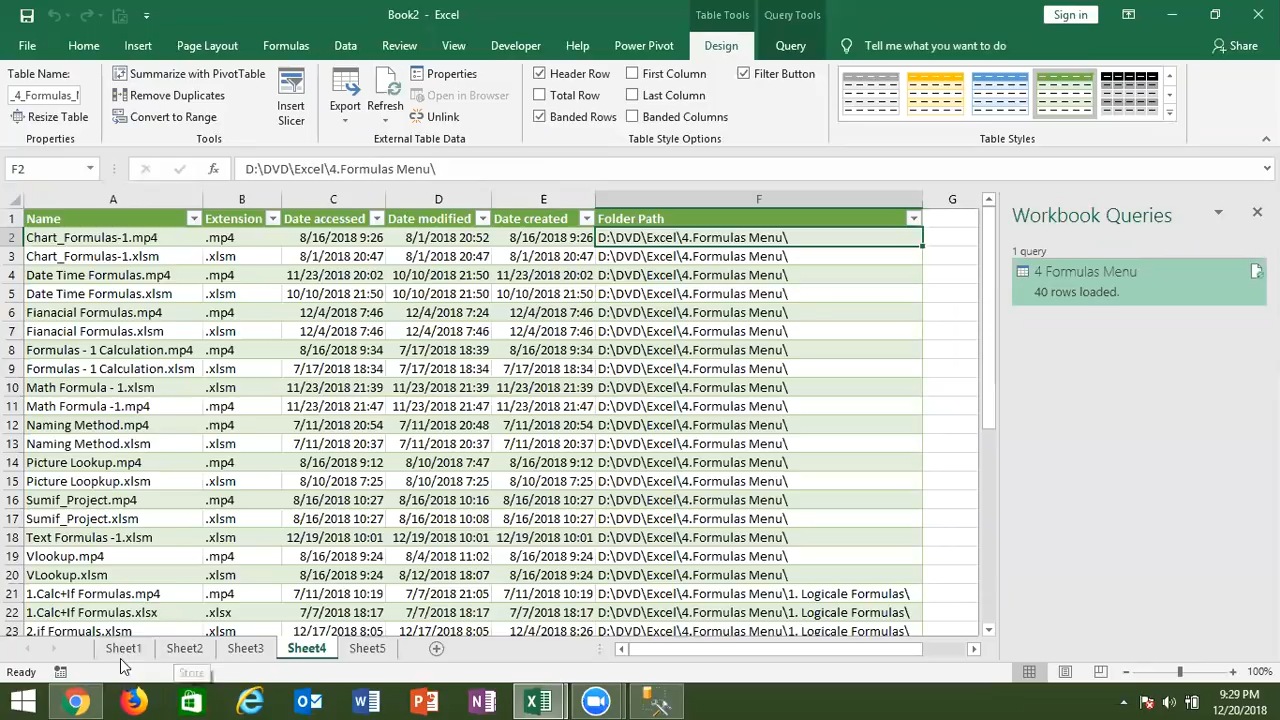 Book2 - Excel
Table Tools
Query Tools
Sign in
File
Home
Insert
Page Layout
Formulas
Data
Review
View
Developer
Help
Power Pivot
Design
Query
Tell me what you want to do
Share
Table Name:
_4_Formulas_I
Resize Table
Properties
Summarize with PivotTable
Remove Duplicates
Convert to Range
Insert Slicer
Tools
Export
Refresh
Properties
Open in Browser
Unlink
External Table Data
Header Row
First Column
Filter Button
Total Row
Last Column
Banded Rows
Banded Columns
Table Style Options
Table Styles
F2
fx
D:\DVD\Excel\4.Formulas Menu\
A B C D E F G
1 Name Extension Date accessed Date modified Date created Folder Path
2 Chart_Formulas-1.mp4 .mp4 8/16/2018 9:26 8/1/2018 20:52 8/16/2018 9:26 D:\DVD\Excel\4.Formulas Menu\
3 Chart_Formulas-1.xlsm .xlsm 8/1/2018 20:47 8/1/2018 20:47 8/1/2018 20:47 D:\DVD\Excel\4.Formulas Menu\
4 Date Time Formulas.mp4 .mp4 11/23/2018 20:02 10/10/2018 21:50 11/23/2018 20:02 D:\DVD\Excel\4.Formulas Menu\
5 Date Time Formulas.xlsm .xlsm 10/10/2018 21:50 10/10/2018 21:50 10/10/2018 21:50 D:\DVD\Excel\4.Formulas Menu\
6 Fianacial Formulas.mp4 .mp4 12/4/2018 7:46 12/4/2018 7:24 12/4/2018 7:46 D:\DVD\Excel\4.Formulas Menu\
7 Fianacial Formulas.xlsm .xlsm 12/4/2018 7:46 12/4/2018 7:46 12/4/2018 7:46 D:\DVD\Excel\4.Formulas Menu\
8 Formulas - 1 Calculation.mp4 .mp4 8/16/2018 9:34 7/17/2018 18:39 8/16/2018 9:34 D:\DVD\Excel\4.Formulas Menu\
9 Formulas - 1 Calculation.xlsm .xlsm 7/17/2018 18:34 7/17/2018 18:34 7/17/2018 18:34 D:\DVD\Excel\4.Formulas Menu\
10 Math Formula - 1.xlsm .xlsm 11/23/2018 21:39 11/23/2018 21:39 11/23/2018 21:39 D:\DVD\Excel\4.Formulas Menu\
11 Math Formula -1.mp4 .mp4 11/23/2018 21:47 11/23/2018 21:47 11/23/2018 21:47 D:\DVD\Excel\4.Formulas Menu\
12 Naming Method.mp4 .mp4 7/11/2018 20:54 7/11/2018 20:48 7/11/2018 20:54 D:\DVD\Excel\4.Formulas Menu\
13 Naming Method.xlsm .xlsm 7/11/2018 20:37 7/11/2018 20:37 7/11/2018 20:37 D:\DVD\Excel\4.Formulas Menu\
14 Picture Lookup.mp4 .mp4 8/16/2018 9:12 8/10/2018 7:47 8/16/2018 9:12 D:\DVD\Excel\4.Formulas Menu\
15 Picture Loopkup.xlsm .xlsm 8/10/2018 7:25 8/10/2018 7:25 8/10/2018 7:25 D:\DVD\Excel\4.Formulas Menu\
16 Sumif_Project.mp4 .mp4 8/16/2018 10:27 8/16/2018 10:16 8/16/2018 10:27 D:\DVD\Excel\4.Formulas Menu\
17 Sumif_Project.xlsm .xlsm 8/16/2018 10:27 8/16/2018 10:08 8/16/2018 10:27 D:\DVD\Excel\4.Formulas Menu\
18 Text Formulas -1.xlsm .xlsm 12/19/2018 10:01 12/19/2018 10:01 12/19/2018 10:01 D:\DVD\Excel\4.Formulas Menu\
19 Vlookup.mp4 .mp4 8/16/2018 9:24 8/4/2018 11:02 8/16/2018 9:24 D:\DVD\Excel\4.Formulas Menu\
20 VLookup.xlsm .xlsm 8/16/2018 9:24 8/12/2018 18:07 8/16/2018 9:24 D:\DVD\Excel\4.Formulas Menu\
21 1.Calc+If Formulas.mp4 .mp4 7/11/2018 10:19 7/7/2018 21:05 7/11/2018 10:19 D:\DVD\Excel\4.Formulas Menu\1. Logicale Formulas\
22 1.Calc+If Formulas.xlsx .xlsx 7/7/2018 18:17 7/7/2018 18:17 7/7/2018 18:17 D:\DVD\Excel\4.Formulas Menu\1. Logicale Formulas\
23 2.if Formuals.xlsm .xlsm 12/17/2018 8:05 12/17/2018 8:05 12/4/2018 9:26 D:\DVD\Excel\4.Formulas Menu\1. Logicale Formulas\
Workbook Queries
1 query
4 Formulas Menu
40 rows loaded.
Sheet1
Sheet2
Sheet3
Sheet4
Sheet5
Ready
Store
100%
9:29 PM
12/20/2018